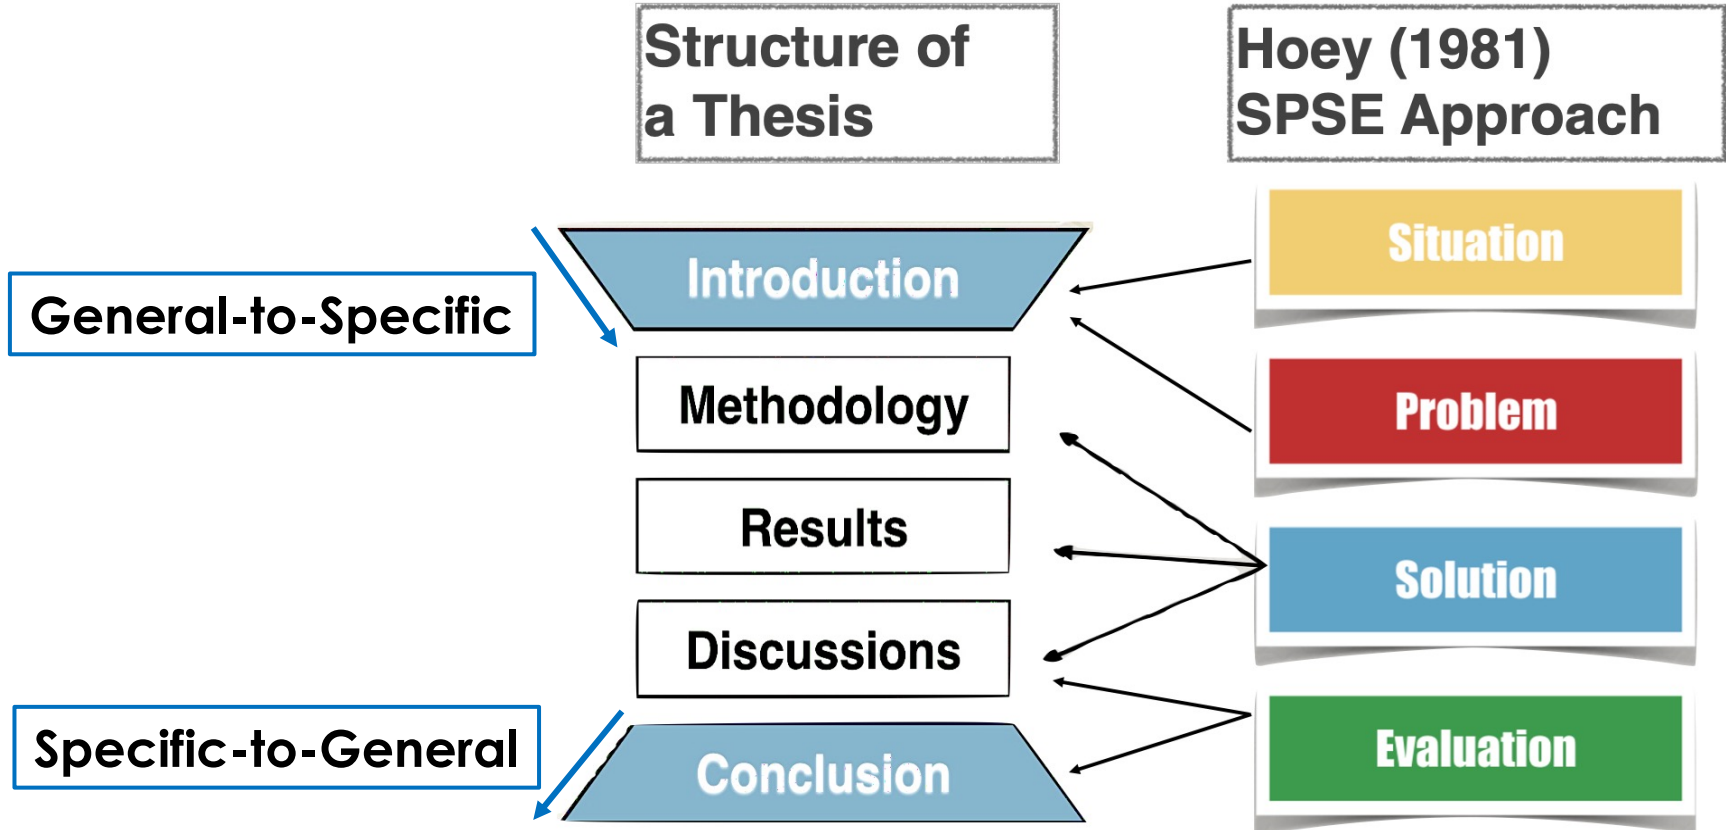 Structure of
a Thesis
Hoey (1981)
SPSE Approach
General-to-Specific
Introduction
Methodology
Results
Discussions
Specific-to-General
Conclusion
Situation
Problem
Solution
Evaluation